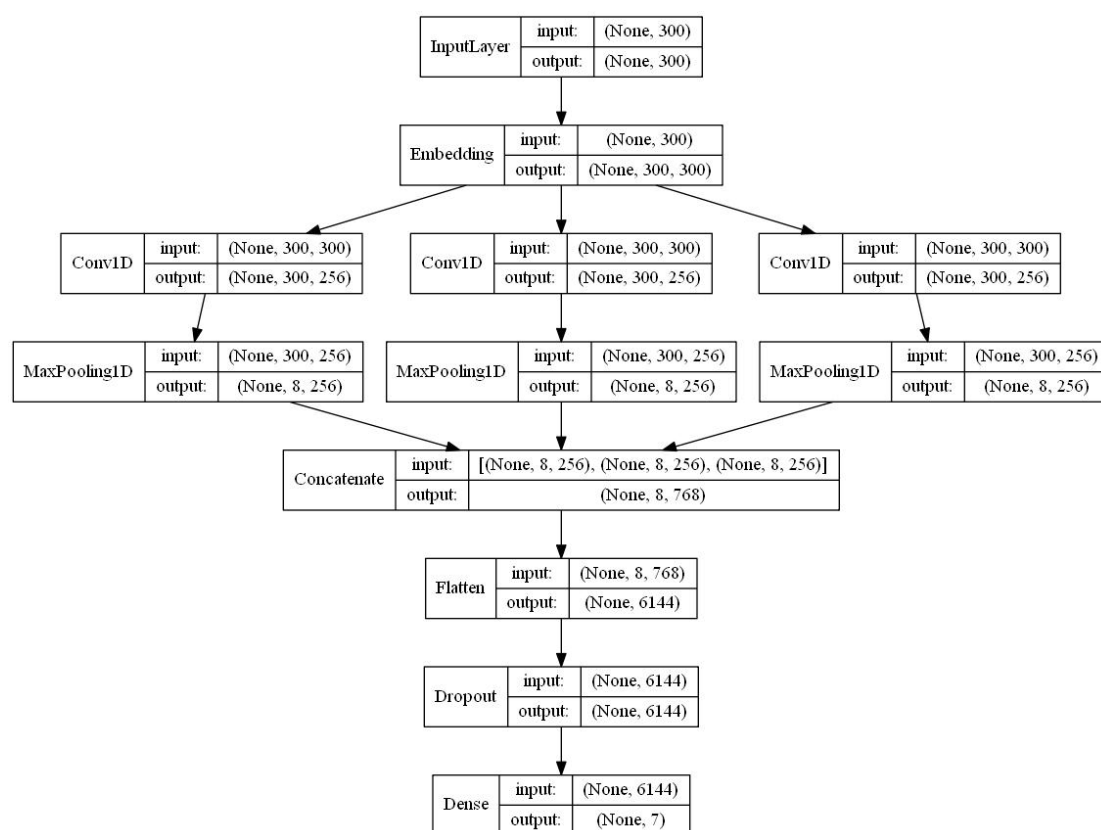 InputLayer input: (None, 300)
output: (None, 300)
Embedding input: (None, 300)
output: (None, 300, 300)
Conv1D input: (None, 300, 300)
output: (None, 300, 256)
Conv1D input: (None, 300, 300)
output: (None, 300, 256)
Conv1D input: (None, 300, 300)
output: (None, 300, 256)
MaxPooling1D input: (None, 300, 256)
output: (None, 8, 256)
MaxPooling1D input: (None, 300, 256)
output: (None, 8, 256)
MaxPooling1D input: (None, 300, 256)
output: (None, 8, 256)
Concatenate input: [(None, 8, 256), (None, 8, 256), (None, 8, 256)]
output: (None, 8, 768)
Flatten input: (None, 8, 768)
output: (None, 6144)
Dropout input: (None, 6144)
output: (None, 6144)
Dense input: (None, 6144)
output: (None, 7)